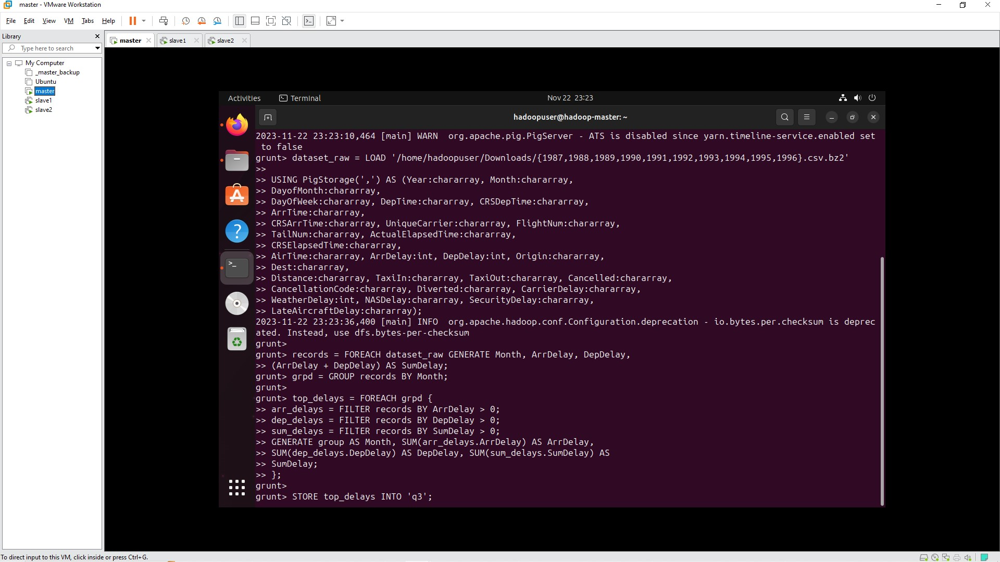 master - VMware Workstation
File Edit View VM Tabs Help
Library
Type here to search
My Computer
_master_backup
Ubuntu
master
slave1
slave2
master
slave1
slave2
Activities
Terminal
Nov 22 23:23
hadoopuser@hadoop-master: ~
2023-11-22 23:23:10,464 [main] WARN  org.apache.pig.PigServer - ATS is disabled since yarn.timeline-service.enabled set
 to false
grunt> dataset_raw = LOAD '/home/hadoopuser/Downloads/{1987,1988,1989,1990,1991,1992,1993,1994,1995,1996}.csv.bz2'
>>
>> USING PigStorage(',') AS (Year:chararray, Month:chararray,
>> DayofMonth:chararray,
>> DayOfWeek:chararray, DepTime:chararray, CRSDepTime:chararray,
>> ArrTime:chararray,
>> CRSArrTime:chararray, UniqueCarrier:chararray, FlightNum:chararray,
>> TailNum:chararray, ActualElapsedTime:chararray,
>> CRSElapsedTime:chararray,
>> AirTime:chararray, ArrDelay:int, DepDelay:int, Origin:chararray,
>> Dest:chararray,
>> Distance:chararray, TaxiIn:chararray, TaxiOut:chararray, Cancelled:chararray,
>> CancellationCode:chararray, Diverted:chararray, CarrierDelay:chararray,
>> WeatherDelay:int, NASDelay:chararray, SecurityDelay:chararray,
>> LateAircraftDelay:chararray);
2023-11-22 23:23:36,400 [main] INFO  org.apache.hadoop.conf.Configuration.deprecation - io.bytes.per.checksum is deprec
ated. Instead, use dfs.bytes-per-checksum
grunt>
grunt> records = FOREACH dataset_raw GENERATE Month, ArrDelay, DepDelay,
>> (ArrDelay + DepDelay) AS SumDelay;
grunt> grpd = GROUP records BY Month;
grunt>
grunt> top_delays = FOREACH grpd {
>> arr_delays = FILTER records BY ArrDelay > 0;
>> dep_delays = FILTER records BY DepDelay > 0;
>> sum_delays = FILTER records BY SumDelay > 0;
>> GENERATE group AS Month, SUM(arr_delays.ArrDelay) AS ArrDelay,
>> SUM(dep_delays.DepDelay) AS DepDelay, SUM(sum_delays.SumDelay) AS
>> SumDelay;
>> };
grunt>
grunt> STORE top_delays INTO 'q3';
To direct input to this VM, click inside or press Ctrl+G.